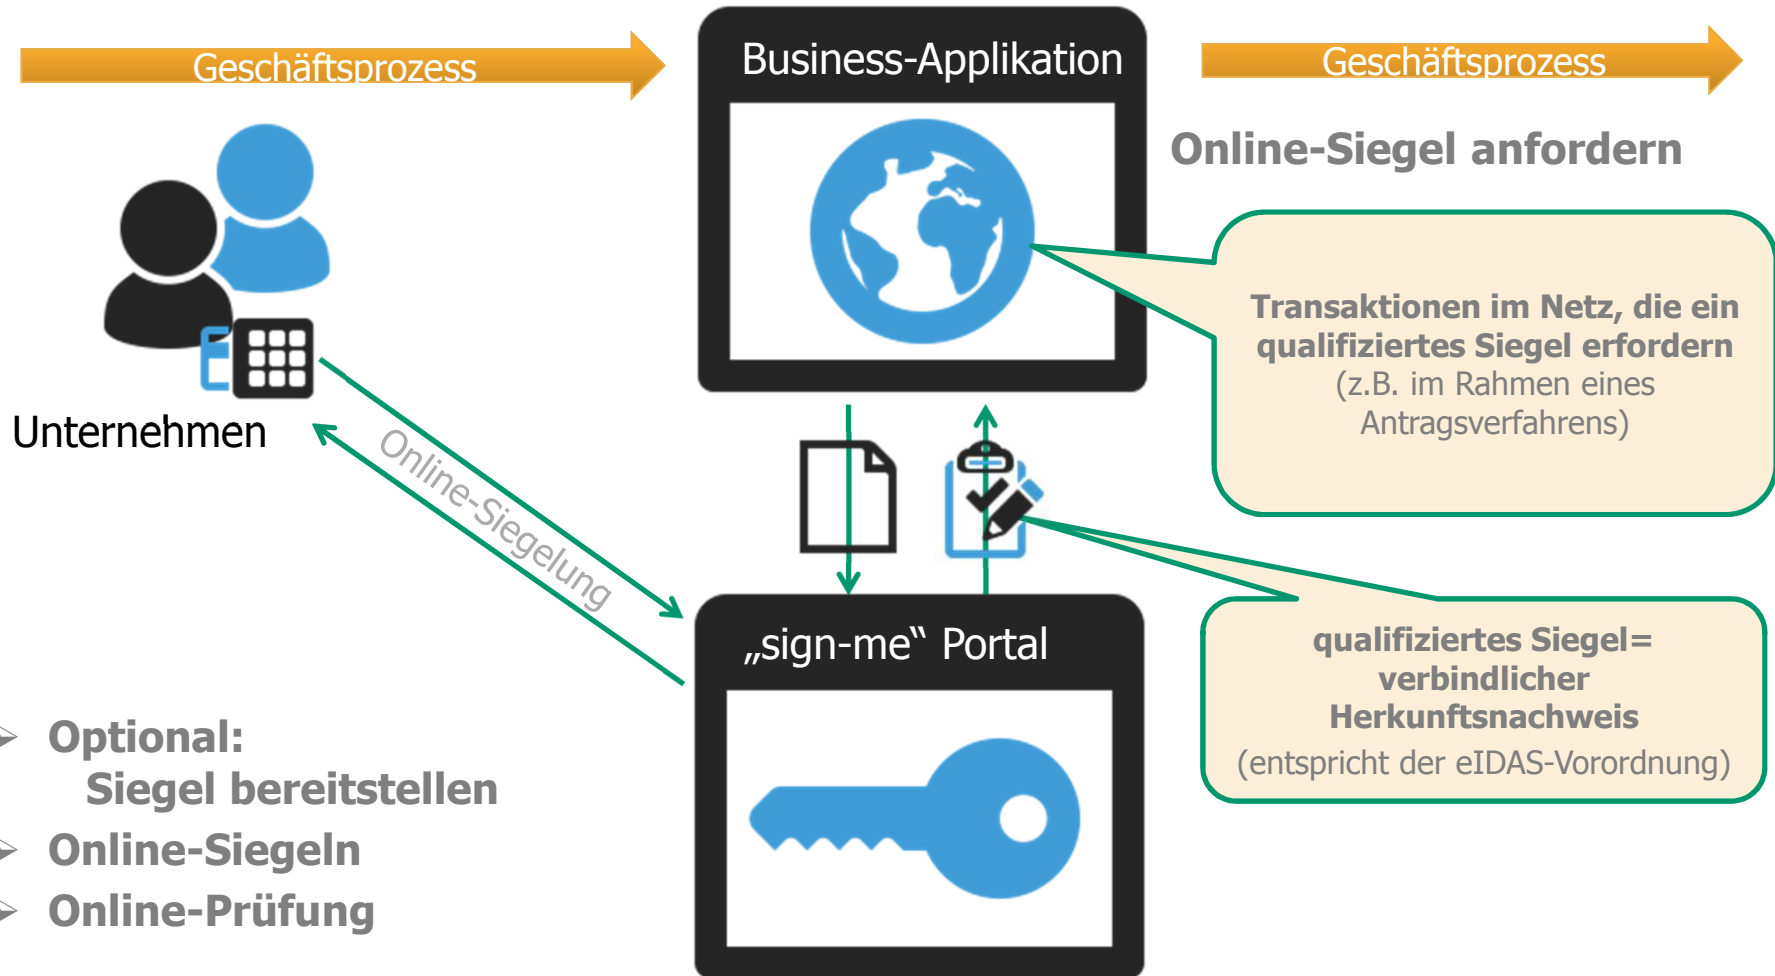 Geschäftsprozess
Business-Applikation
Geschäftsprozess
Online-Siegel anfordern
Transaktionen im Netz, die ein
qualifiziertes Siegel erfordern
(z.B. im Rahmen eines
Antragsverfahrens)
Unternehmen
Online-Siegelung
„sign-me“ Portal
qualifiziertes Siegel=
verbindlicher
Herkunftsnachweis
(entspricht der eIDAS-Vorordnung)
Optional:
Siegel bereitstellen
Online-Siegeln
Online-Prüfung